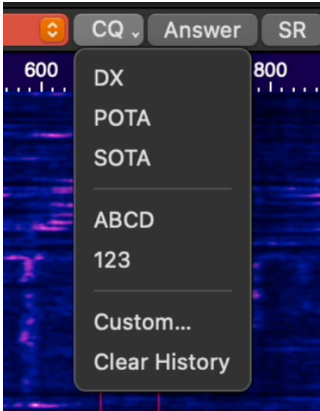 CQ Answer SR
600 800
DX
POTA
SOTA
ABCD
123
Custom...
Clear History